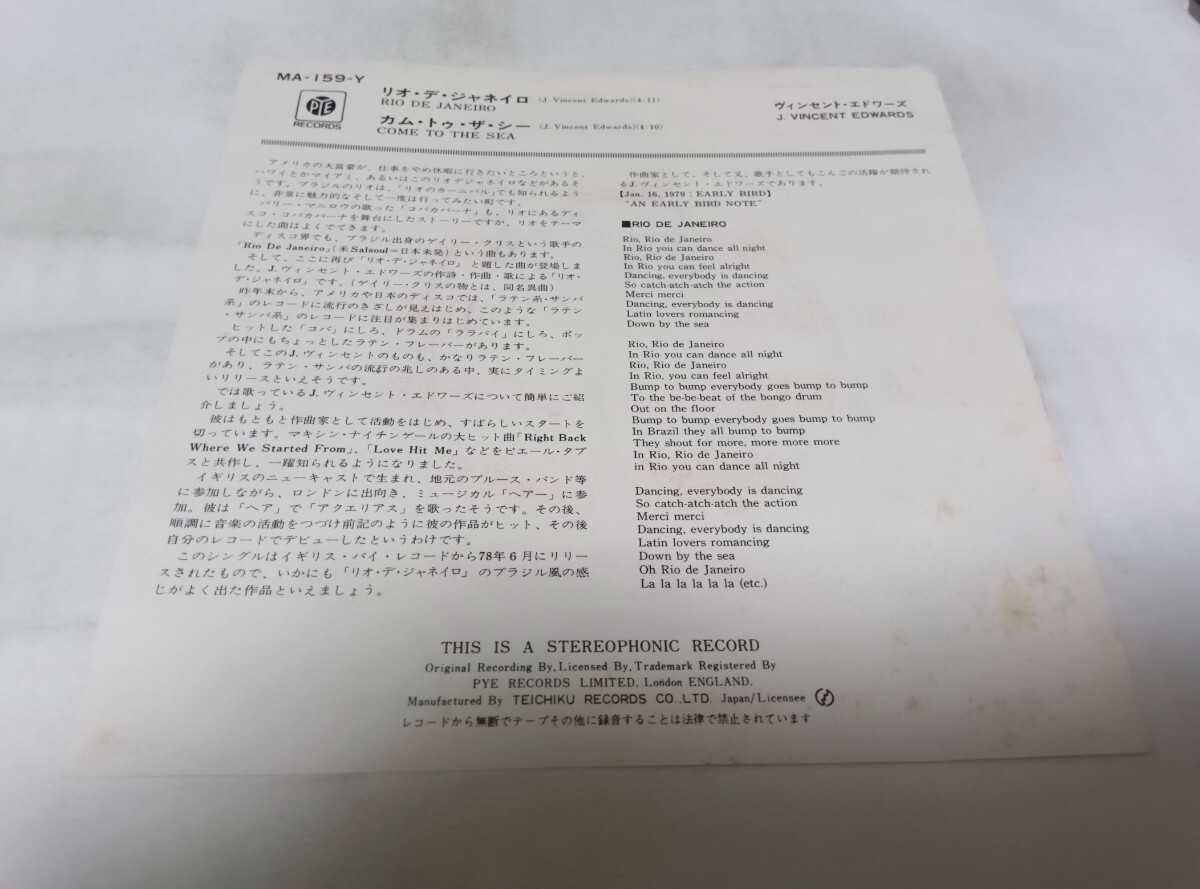 MA-159-Y
PYE
RECORDS
リオ・デ・ジャネイロ (J. Vincent Edwards)(4:11)
RIO DE JANEIRO
カム・トゥ・ザ・シー (J. Vincent Edwards)(4:10)
COME TO THE SEA
ヴィンセント・エドワーズ
J. VINCENT EDWARDS
アメリカの大富豪が、仕事をやめ休暇に行きたいところというと、
ハワイとかマイアミ、あるいはこのリオデジャネイロなどがあるそ
うです。ブラジルのリオは、「リオのカーニバル」でも知られるよう
に、非常に魅力的なそして一度は行ってみたい町です。
バリー・マニロウの歌った「コパカバーナ」も、リオにあるディ
スコ・コパカバーナを舞台にしたストーリーですが、リオをテーマ
にした曲はよくでてきます。
ディスコ界でも、ブラジル出身のゲイリー・クリスという歌手の
「Rio De Janeiro」(米Salsoul=日本未発)という曲もあります。
そして、ここに再び「リオ・デ・ジャネイロ」と題した曲が登場しま
した。J.ヴィンセント・エドワーズの作詩・作曲・歌による「リオ・
デ・ジャネイロ」です。(ゲイリー・クリスの物とは、同名異曲)
昨年末から、アメリカや日本のディスコでは、「ラテン系・サンバ
系」のレコードに流行のきざしが見えはじめ、このような「ラテン
・サンバ系」のレコードに注目が集まりはじめています。
ヒットした「コパ」にしろ、ドラムの「ララバイ」にしろ、ポッ
プの中にもちょっとしたラテン・フレーバーがあります。
そしてこのJ.ヴィンセントのものも、かなりラテン・フレーバー
があり、ラテン・サンバの流行の兆しのある中、実にタイミングよ
いリリースといえそうです。
では歌っているJ.ヴィンセント・エドワーズについて簡単にご紹
介しましょう。
彼はもともと作曲家として活動をはじめ、すばらしいスタートを
切っています。マキシン・ナイチンゲールの大ヒット曲「Right Back
Where We Started From」、「Love Hit Me」などをピエール・タブ
スと共作し、一躍知られるようになりました。
イギリスのニューキャストで生まれ、地元のブルース・バンド等
に参加しながら、ロンドンに出向き、ミュージカル「ヘアー」に参
加。彼は「ヘア」で「アクエリアス」を歌ったそうです。その後、
順調に音楽の活動をつづけ前記のように彼の作品がヒット、その後
自分のレコードでデビューしたというわけです。
このシングルはイギリス・パイ・レコードから78年6月にリリー
スされたもので、いかにも「リオ・デ・ジャネイロ」のブラジル風の感
じがよく出た作品といえましょう。
作曲家として、そして又、歌手としてもこんごの活躍が期待され
るJ.ヴィンセント・エドワーズであります。
【Jan. 16, 1979 : EARLY BIRD】
"AN EARLY BIRD NOTE"
■RIO DE JANEIRO
Rio, Rio de Janeiro
In Rio you can dance all night
Rio, Rio de Janeiro
In Rio you can feel alright
Dancing, everybody is dancing
So catch-atch-atch the action
Merci merci
Dancing, everybody is dancing
Latin lovers romancing
Down by the sea
Rio, Rio de Janeiro
In Rio you can dance all night
Rio, Rio de Janeiro
In Rio, you can feel alright
Bump to bump everybody goes bump to bump
To the be-be-beat of the bongo drum
Out on the floor
Bump to bump everybody goes bump to bump
In Brazil they all bump to bump
They shout for more, more more more
In Rio, Rio de Janeiro
in Rio you can dance all night
Dancing, everybody is dancing
So catch-atch-atch the action
Merci merci
Dancing, everybody is dancing
Latin lovers romancing
Down by the sea
Oh Rio de Janeiro
La la la la la la (etc.)
THIS IS A STEREOPHONIC RECORD
Original Recording By, Licensed By, Trademark Registered By
PYE RECORDS LIMITED, London ENGLAND.
Manufactured By TEICHIKU RECORDS CO.,LTD. Japan/Licensee
レコードから無断でテープその他に録音することは法律で禁止されています